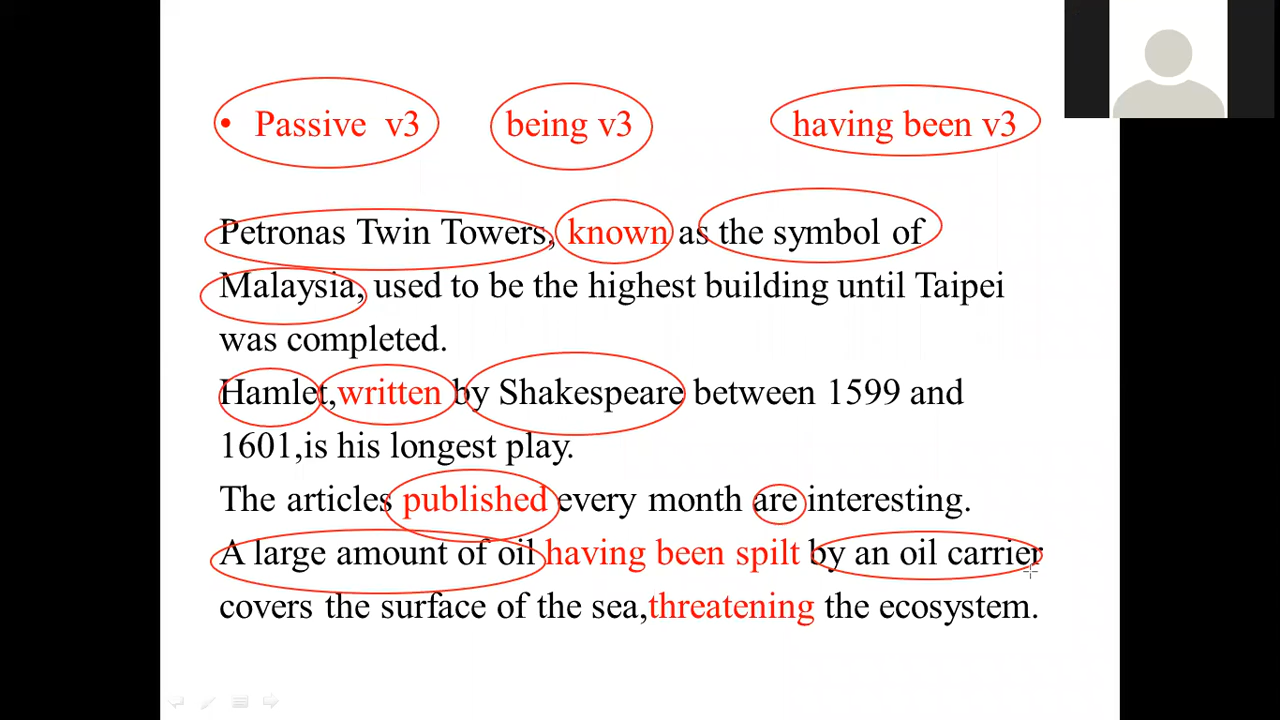 • Passive v3 being v3 having been v3
Petronas Twin Towers, known as the symbol of
Malaysia, used to be the highest building until Taipei
was completed.
Hamlet,written by Shakespeare between 1599 and
1601,is his longest play.
The articles published every month are interesting.
A large amount of oil having been spilt by an oil carrier
covers the surface of the sea,threatening the ecosystem.